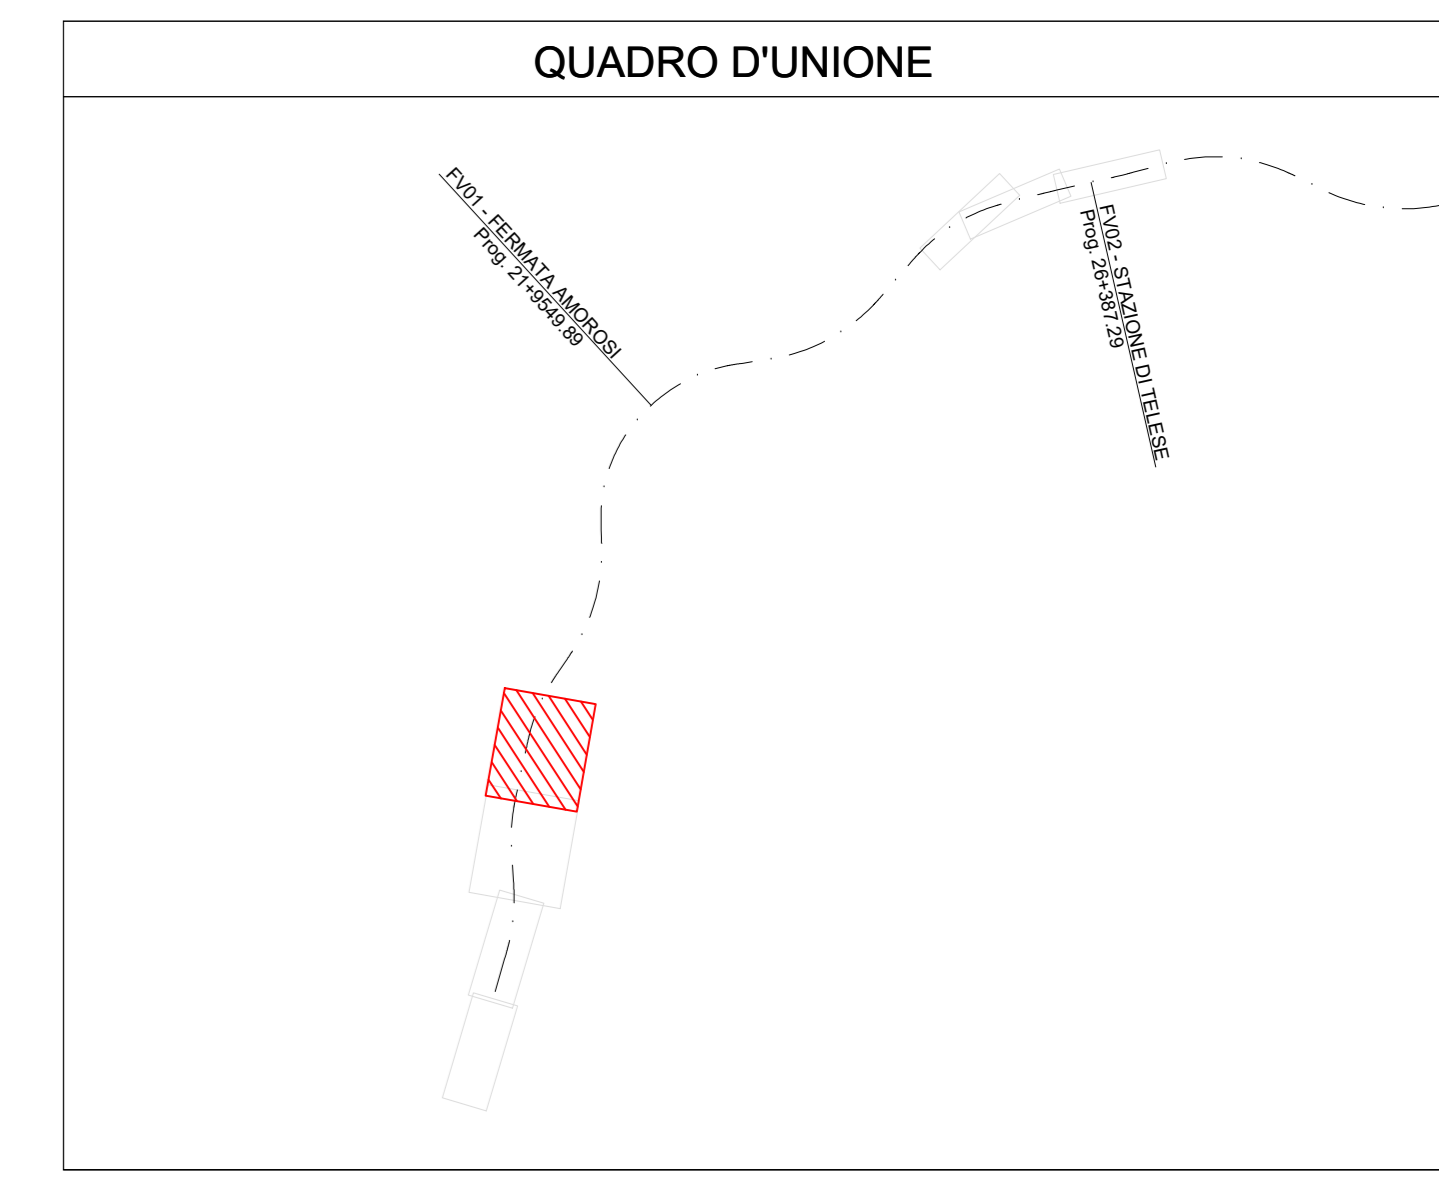 QUADRO D'UNIONE
FV01 - FERMATA AMOROSI
Prog. 21+9549.89
FV02 - STAZIONE DI TELESE
Prog. 26+387.29